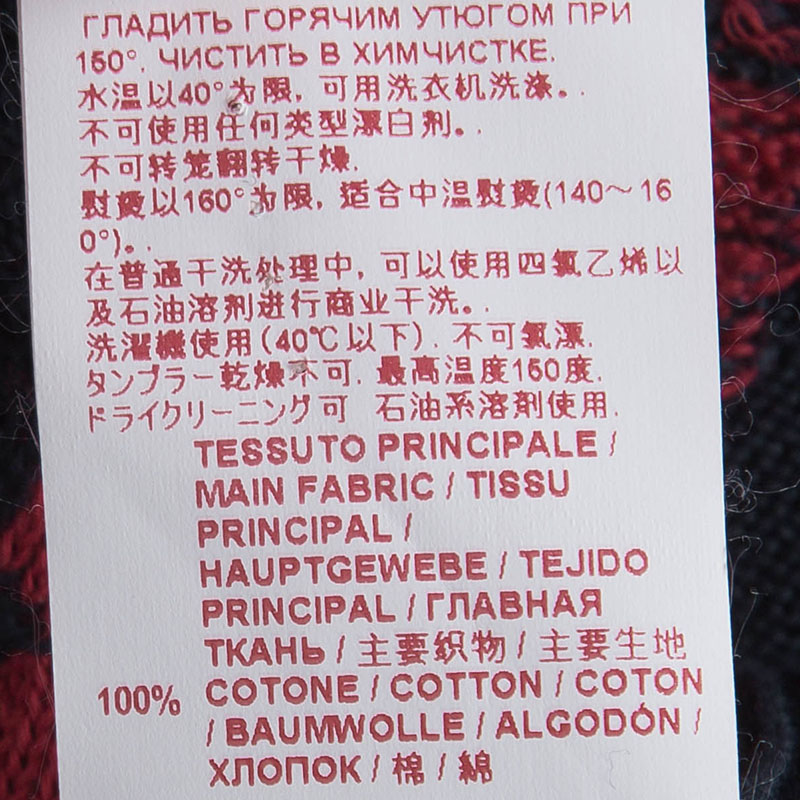 ГЛАДИТЬ ГОРЯЧИМ УТЮГОМ ПРИ
150°. ЧИСТИТЬ В ХИМЧИСТКЕ.
水温以40°为限, 可用洗衣机洗涤。.
不可使用任何类型漂白剂。.
不可转笼翻转干燥.
熨烫以160°为限, 适合中温熨烫(140～16
0°)。.
在普通干洗处理中, 可以使用四氯乙烯以
及石油溶剂进行商业干洗。.
洗濯機使用(40℃以下). 不可氯漂.
タンブラー乾燥不可. 最高温度150度.
ドライクリーニング可 石油系溶剤使用.
TESSUTO PRINCIPALE /
MAIN FABRIC / TISSU
PRINCIPAL /
HAUPTGEWEBE / TEJIDO
PRINCIPAL / ГЛАВНАЯ
ТКАНЬ / 主要织物 / 主要生地
100% COTONE / COTTON / COTON
/ BAUMWOLLE / ALGODÓN /
ХЛОПОК / 棉 / 綿